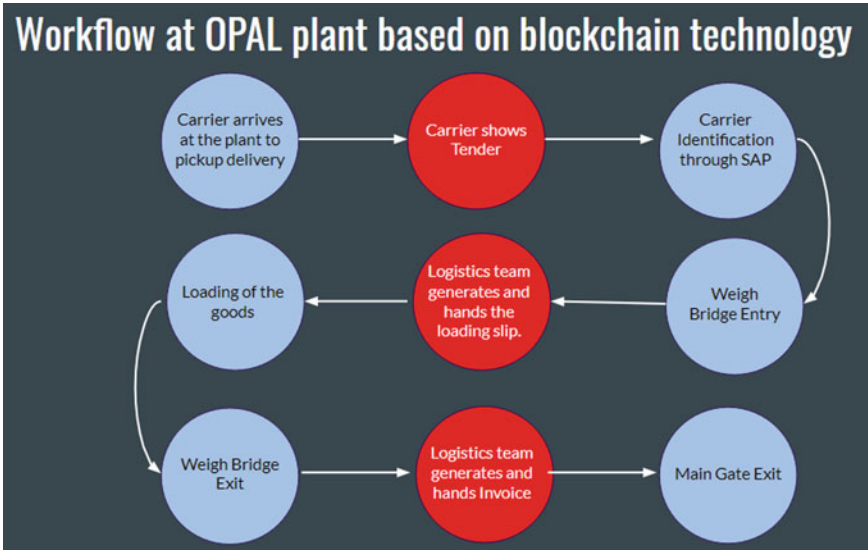 Workflow at OPAL plant based on blockchain technology
Carrier arrives
at the plant to
pickup delivery
Carrier shows
Tender
Carrier
Identification
through SAP
Weigh
Bridge Entry
Logistics team
generates and
hands the
loading slip.
Loading of the
goods
Weigh Bridge
Exit
Logistics team
generates and
hands Invoice
Main Gate Exit